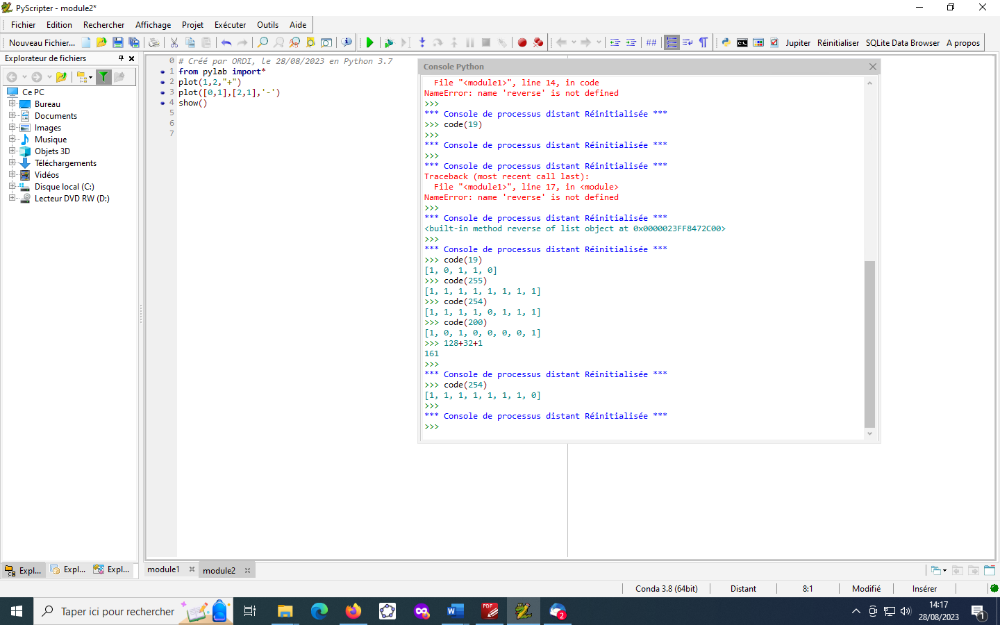 PyScripter - module2*
Fichier Edition Rechercher Affichage Projet Exécuter Outils Aide
Nouveau Fichier... ## Jupiter Réinitialiser SQLite Data Browser A propos
Explorateur de fichiers
Ce PC
Bureau
Documents
Images
Musique
Objets 3D
Téléchargements
Vidéos
Disque local (C:)
Lecteur DVD RW (D:)
Expl... Expl... Expl...
0 # Créé par ORDI, le 28/08/2023 en Python 3.7
1 from pylab import*
2 plot(1,2,"+")
3 plot([0,1],[2,1],'-')
4 show()
5
6
7
Console Python
File "<module1>", line 14, in code
NameError: name 'reverse' is not defined
>>>
*** Console de processus distant Réinitialisée ***
>>> code(19)
>>>
*** Console de processus distant Réinitialisée ***
>>>
*** Console de processus distant Réinitialisée ***
Traceback (most recent call last):
File "<module1>", line 17, in <module>
NameError: name 'reverse' is not defined
>>>
*** Console de processus distant Réinitialisée ***
<built-in method reverse of list object at 0x0000023FF8472C00>
>>>
*** Console de processus distant Réinitialisée ***
>>> code(19)
[1, 0, 1, 1, 0]
>>> code(255)
[1, 1, 1, 1, 1, 1, 1, 1]
>>> code(254)
[1, 1, 1, 1, 0, 1, 1, 1]
>>> code(200)
[1, 0, 1, 0, 0, 0, 0, 1]
>>> 128+32+1
161
>>>
*** Console de processus distant Réinitialisée ***
>>> code(254)
[1, 1, 1, 1, 1, 1, 1, 0]
>>>
*** Console de processus distant Réinitialisée ***
>>>
module1 module2
Conda 3.8 (64bit) Distant 8:1 Modifié Insérer
Taper ici pour rechercher
PDF
2
14:17
28/08/2023
1